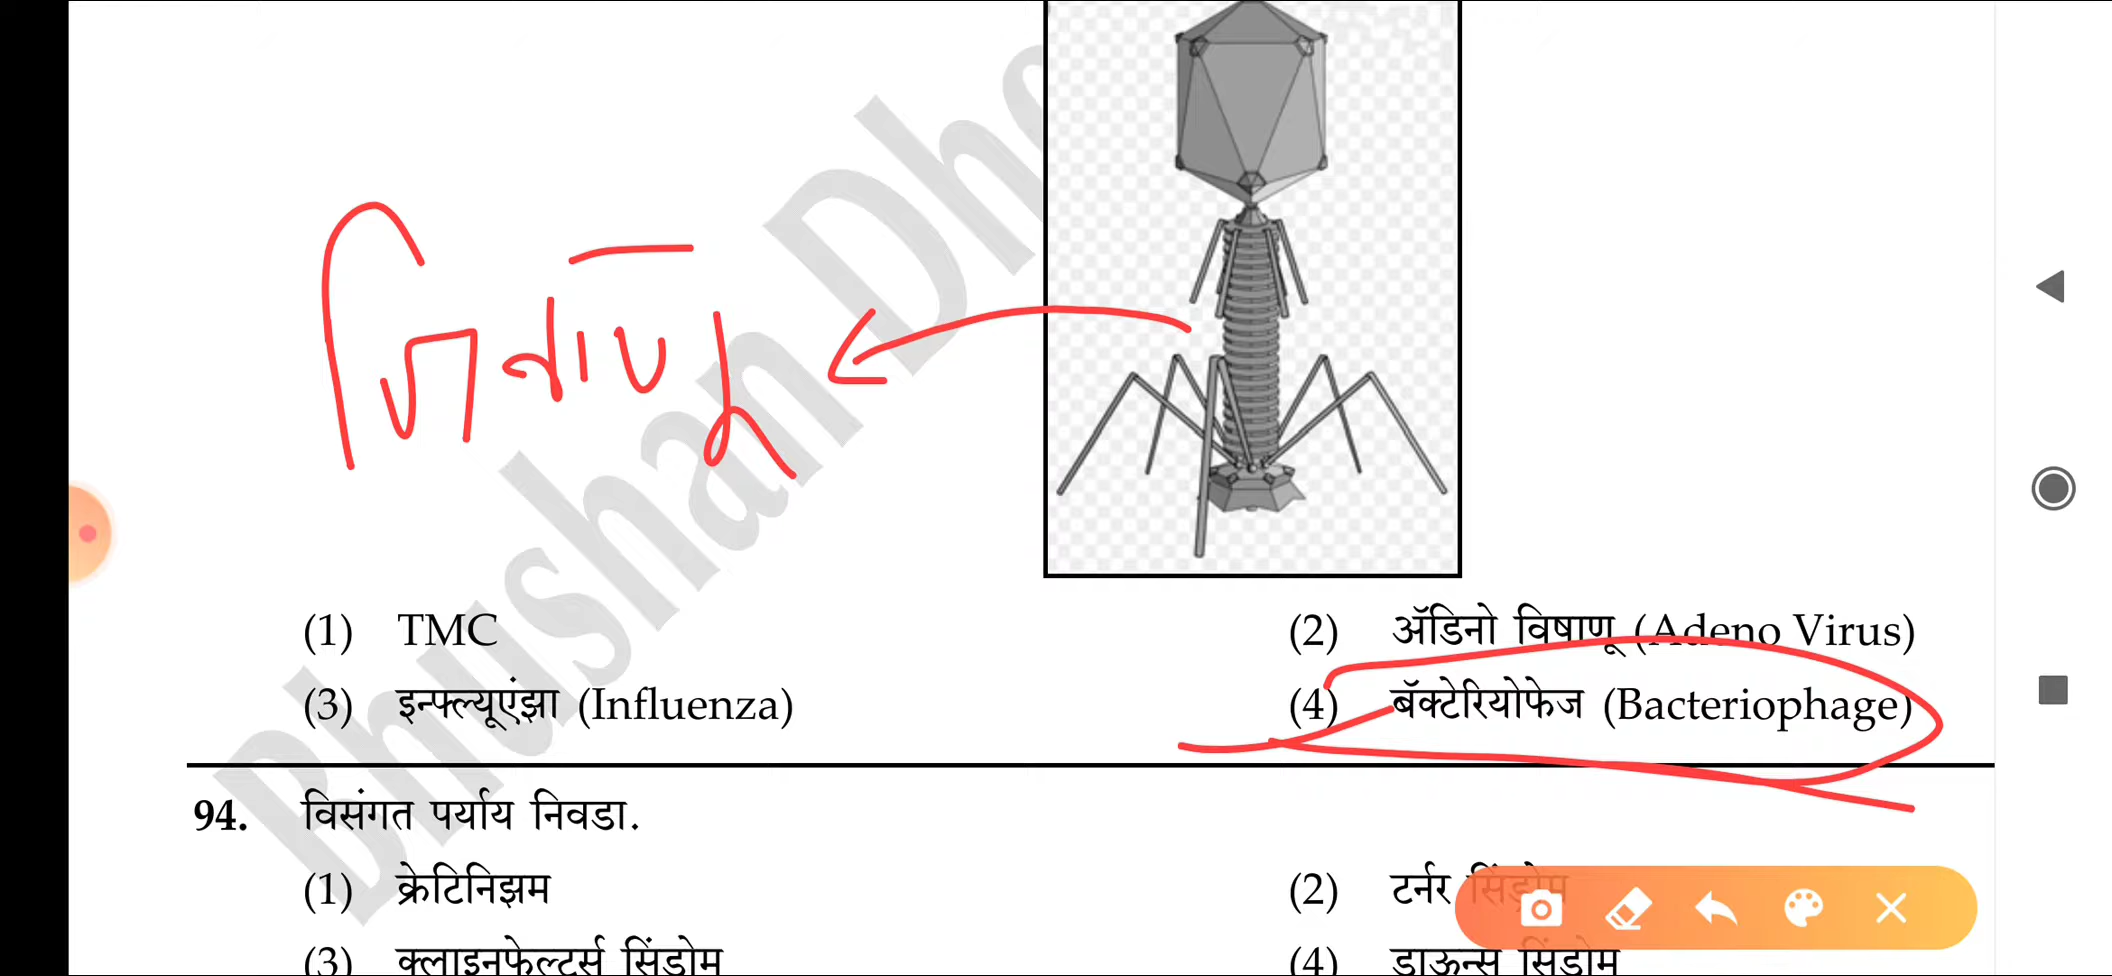 (1) TMC (2) ॲडिनो विषाणू (Adeno Virus)
(3) इन्फ्ल्यूएंझा (Influenza) (4) बॅक्टेरियोफेज (Bacteriophage)
94. विसंगत पर्याय निवडा.
(1) क्रेटिनिझम (2) टर्नर सिंड्रोम
(3) क्लाइनफेल्टर्स सिंड्रोम (4) डाऊन्स सिंड्रोम
Bhushan